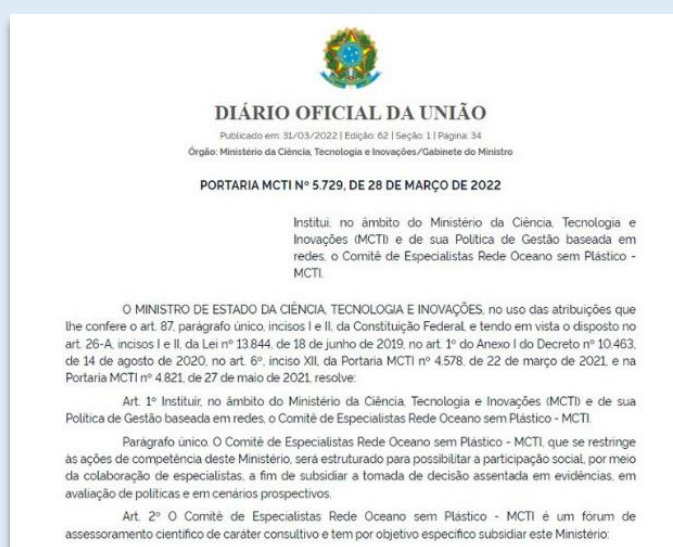 DIÁRIO OFICIAL DA UNIÃO
Publicado em: 31/03/2022 | Edição: 62 | Seção: 1 | Página: 34
Órgão: Ministério da Ciência, Tecnologia e Inovações/Gabinete do Ministro
PORTARIA MCTI Nº 5.729, DE 28 DE MARÇO DE 2022
Institui, no âmbito do Ministério da Ciência, Tecnologia e
Inovações (MCTI) e de sua Política de Gestão baseada em
redes, o Comitê de Especialistas Rede Oceano sem Plástico -
MCTI.
O MINISTRO DE ESTADO DA CIÊNCIA, TECNOLOGIA E INOVAÇÕES, no uso das atribuições que
lhe confere o art. 87, parágrafo único, incisos I e II, da Constituição Federal, e tendo em vista o disposto no
art. 26-A, incisos I e II, da Lei nº 13.844, de 18 de junho de 2019, no art. 1º do Anexo I do Decreto nº 10.463,
de 14 de agosto de 2020, no art. 6º, inciso XII, da Portaria MCTI nº 4.578, de 22 de março de 2021, e na
Portaria MCTI nº 4.821, de 27 de maio de 2021, resolve:
Art. 1º Instituir, no âmbito do Ministério da Ciência, Tecnologia e Inovações (MCTI) e de sua
Política de Gestão baseada em redes, o Comitê de Especialistas Rede Oceano sem Plástico - MCTI.
Parágrafo único. O Comitê de Especialistas Rede Oceano sem Plástico - MCTI, que se restringe
às ações de competência deste Ministério, será estruturado para possibilitar a participação social, por meio
da colaboração de especialistas, a fim de subsidiar a tomada de decisão assentada em evidências, em
avaliação de políticas e em cenários prospectivos.
Art. 2º O Comitê de Especialistas Rede Oceano sem Plástico - MCTI é um fórum de
assessoramento científico de caráter consultivo e tem por objetivo específico subsidiar este Ministério: